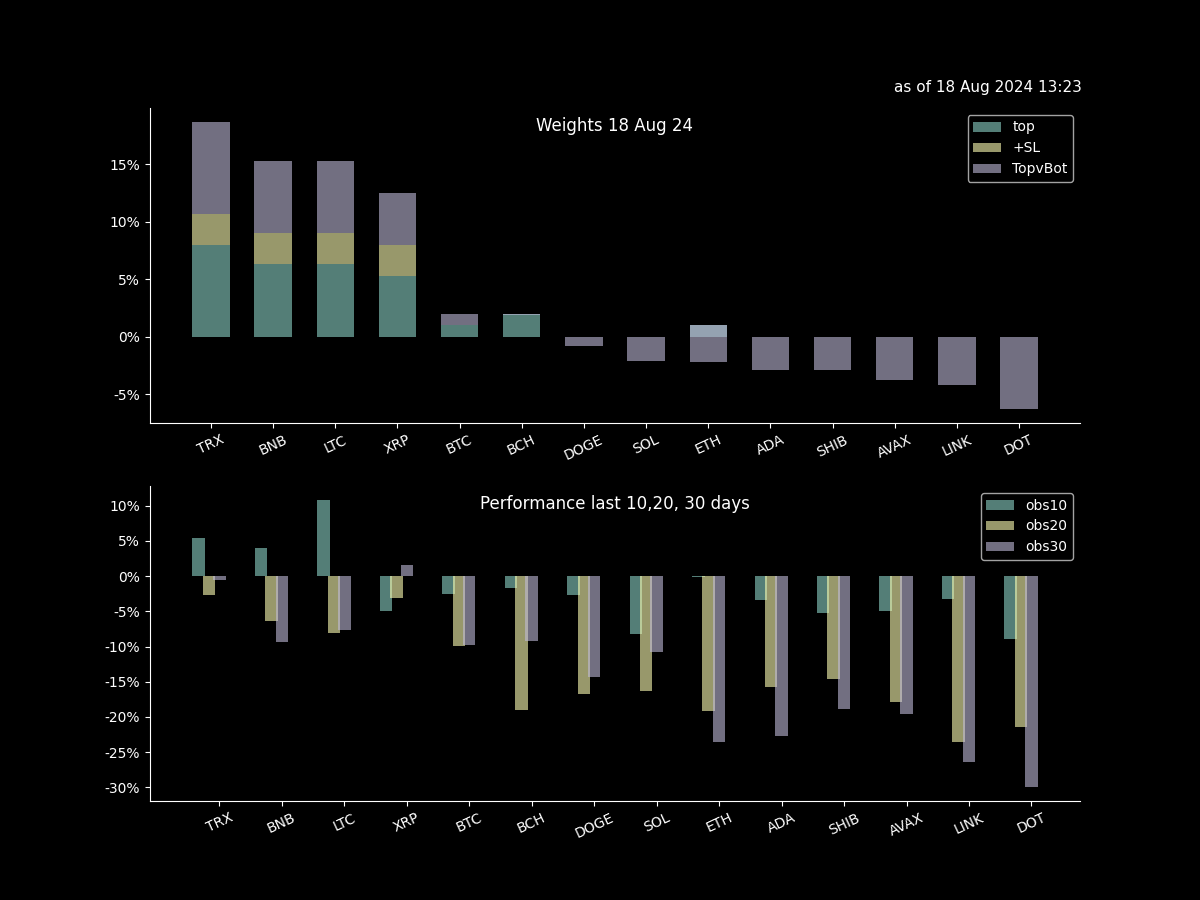 as of 18 Aug 2024 13:23
Weights 18 Aug 24
top
+SL
TopvBot
15%
10%
5%
0%
-5%
TRX BNB LTC XRP BTC BCH DOGE SOL ETH ADA SHIB AVAX LINK DOT
Performance last 10,20, 30 days
obs10
obs20
obs30
10%
5%
0%
-5%
-10%
-15%
-20%
-25%
-30%
TRX BNB LTC XRP BTC BCH DOGE SOL ETH ADA SHIB AVAX LINK DOT